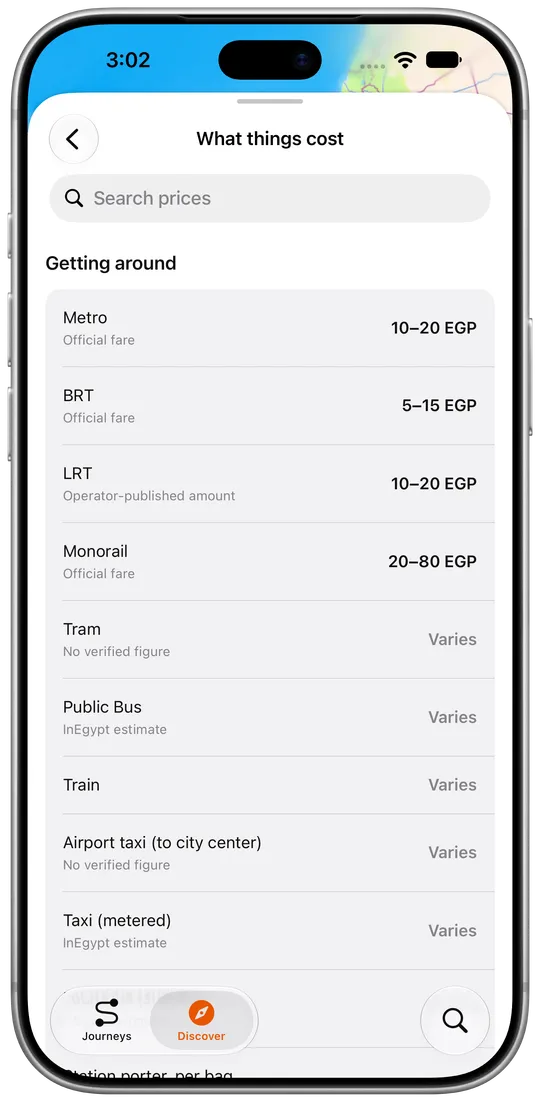 3:02
What things cost
Search prices
Getting around
Metro
10–20 EGP
Official fare
BRT
5–15 EGP
Official fare
LRT
10–20 EGP
Operator-published amount
Monorail
20–80 EGP
Official fare
Tram
Varies
No verified figure
Public Bus
Varies
InEgypt estimate
Train
Varies
Airport taxi (to city center)
Varies
No verified figure
Taxi (metered)
Varies
InEgypt estimate
Journeys
Discover
Station porter, per bag